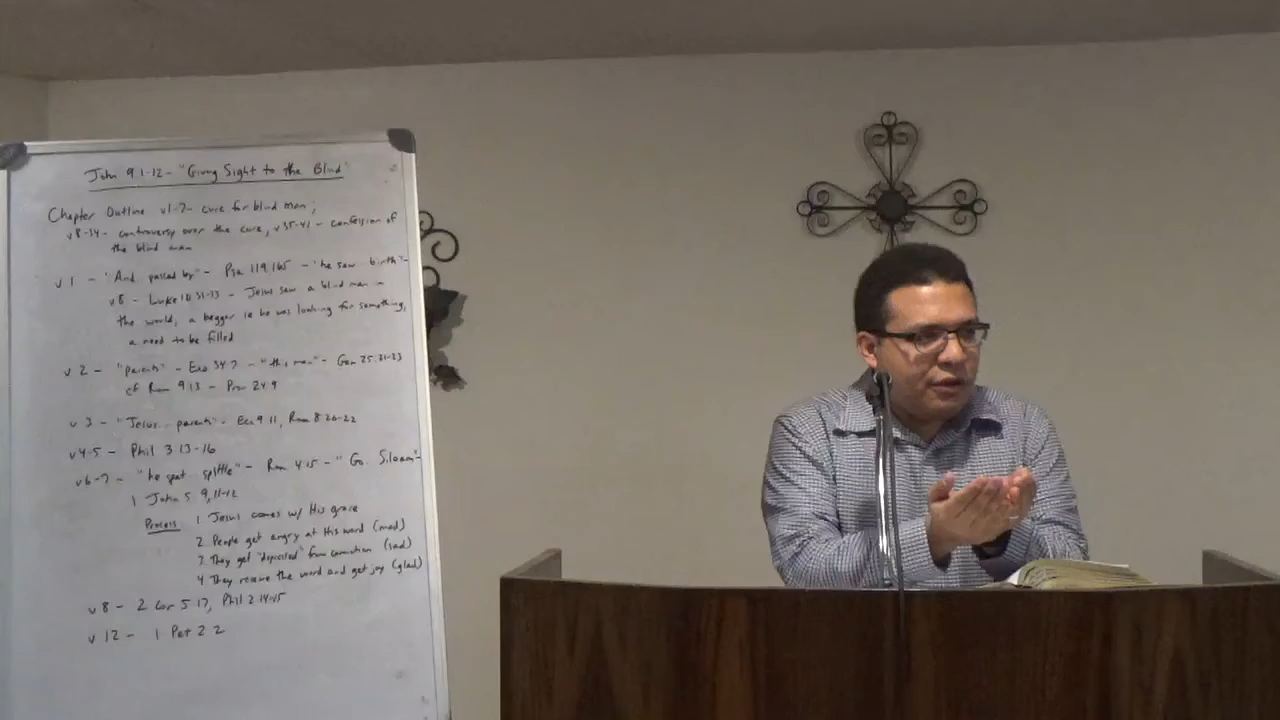 John 9:1-12- "Giving Sight to the Blind"
Chapter Outline v1-7- cure for blind man;
v8-34- controversy over the cure, v35-41 - confession of
the blind man
v1 - "And passed by" - Psa 119:165 - "he saw birth" -
v8 - Luke 10:31-33 - Jesus saw a blind man in
the world, a beggar ie he was looking for something,
a need to be filled
v2 - "parents" - Exo 34:7 - "this man" - Gen 25:21-23
cf Rom 9:13 - Prov 24:9
v3 - "Jesus... parents" - Ecc 9:11, Rom 8:20-22
v4-5 - Phil 3:13-16
v6-7 - "he spat spittle" - Rom 4:15 - "Go. Siloam" -
1 John 5 9,11-12
Process 1 Jesus comes w/ His grace
2. People get angry at His word (mad)
3. They get "depressed" from conviction (sad)
4 They receive the word and get joy (glad)
v8 - 2 Cor 5:17, Phil 2:14-15
v12 - 1 Pet 2:2